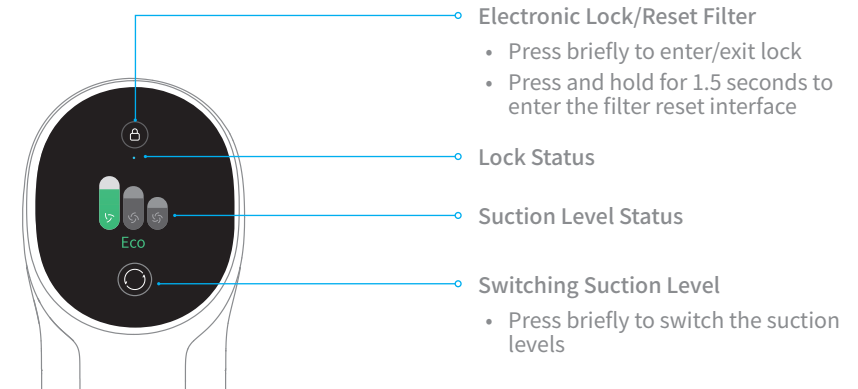 Electronic Lock/Reset Filter
• Press briefly to enter/exit lock
• Press and hold for 1.5 seconds to
enter the filter reset interface
Lock Status
Suction Level Status
Eco
Switching Suction Level
• Press briefly to switch the suction
levels